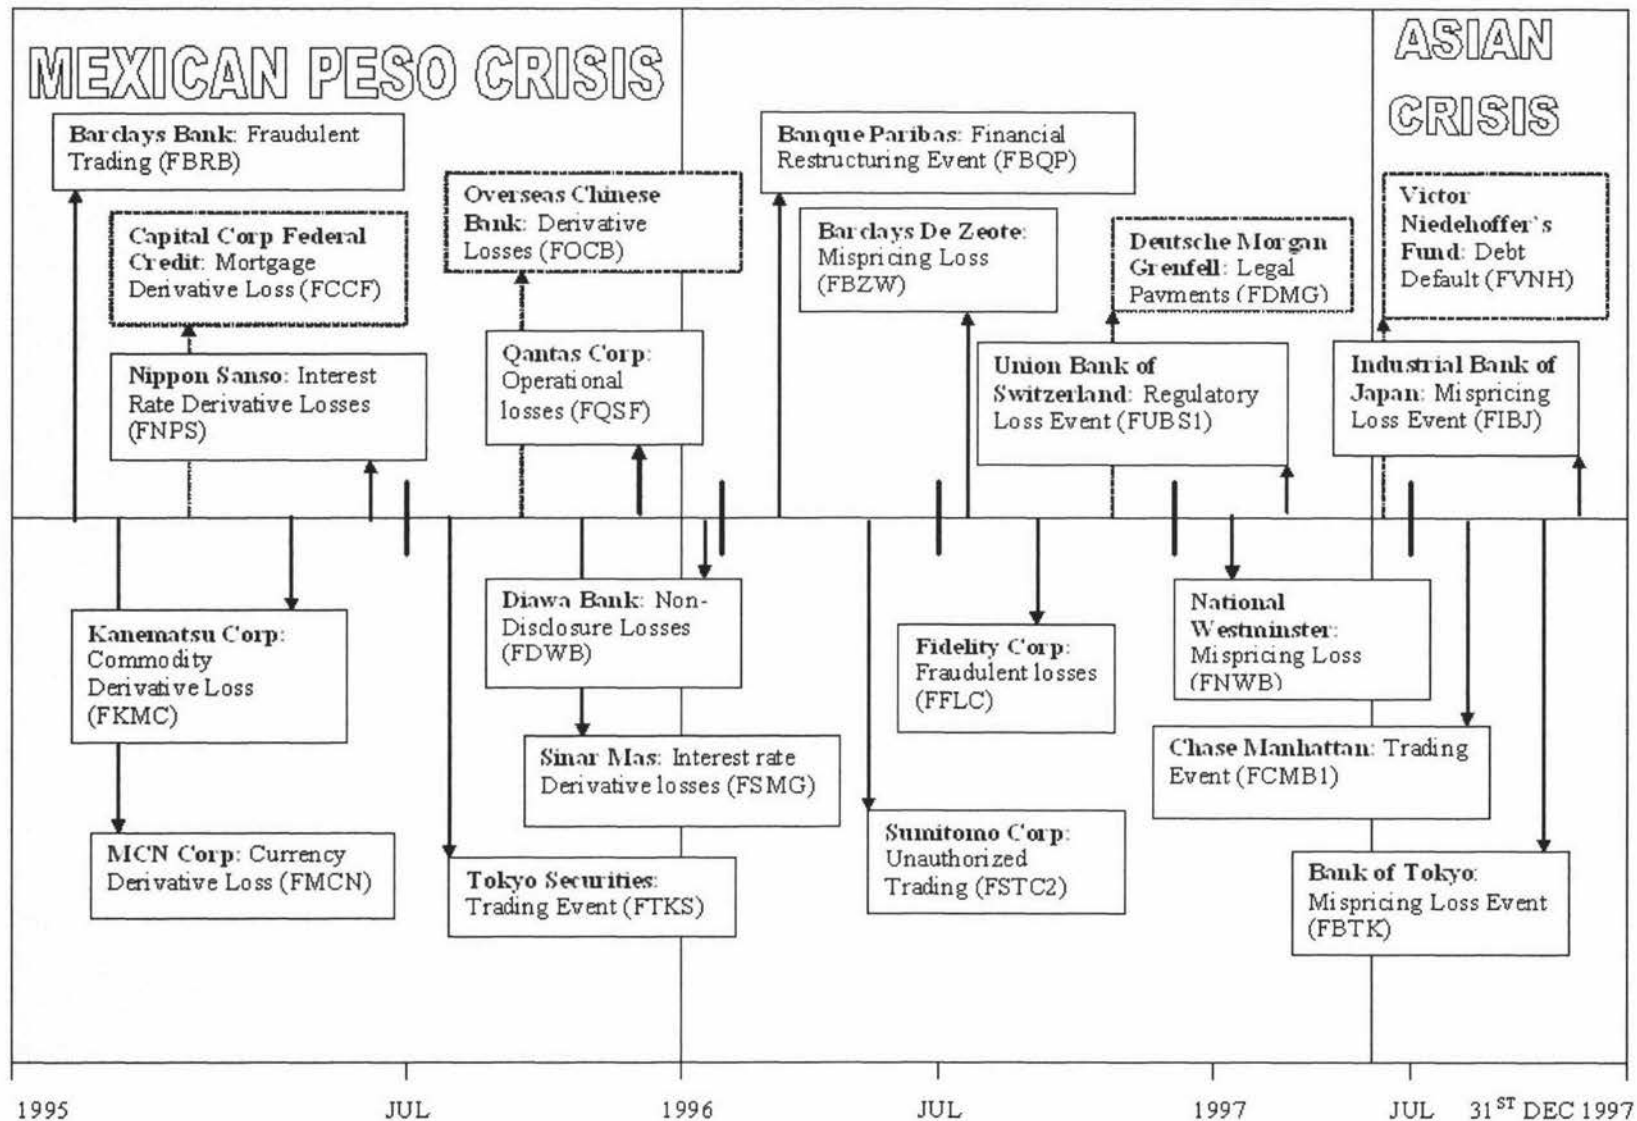 MEXICAN PESO CRISIS
ASIAN
CRISIS
Barclays Bank: Fraudulent
Trading (FBRB)
Capital Corp Federal
Credit: Mortgage
Derivative Loss (FCCF)
Nippon Sanso: Interest
Rate Derivative Losses
(FNPS)
Overseas Chinese
Bank: Derivative
Losses (FOCB)
Qantas Corp:
Operational
losses (FQSF)
Banque Paribas: Financial
Restructuring Event (FBQP)
Barclays De Zeote:
Mispricing Loss
(FBZW)
Deutsche Morgan
Grenfell: Legal
Payments (FDMG)
Union Bank of
Switzerland: Regulatory
Loss Event (FUBS1)
Victor
Niedehoffer's
Fund: Debt
Default (FVNH)
Industrial Bank of
Japan: Mispricing
Loss Event (FIBJ)
Kanematsu Corp:
Commodity
Derivative Loss
(FKMC)
MCN Corp: Currency
Derivative Loss (FMCN)
Diawa Bank: Non-
Disclosure Losses
(FDWB)
Sinar Mas: Interest rate
Derivative losses (FSMG)
Tokyo Securities:
Trading Event (FTKS)
Fidelity Corp:
Fraudulent losses
(FFLC)
Sumitomo Corp:
Unauthorized
Trading (FSTC2)
National
Westminster:
Mispricing Loss
(FNWB)
Chase Manhattan: Trading
Event (FCMB1)
Bank of Tokyo:
Mispricing Loss Event
(FBTK)
1995 JUL 1996 JUL 1997 JUL 31ST DEC 1997